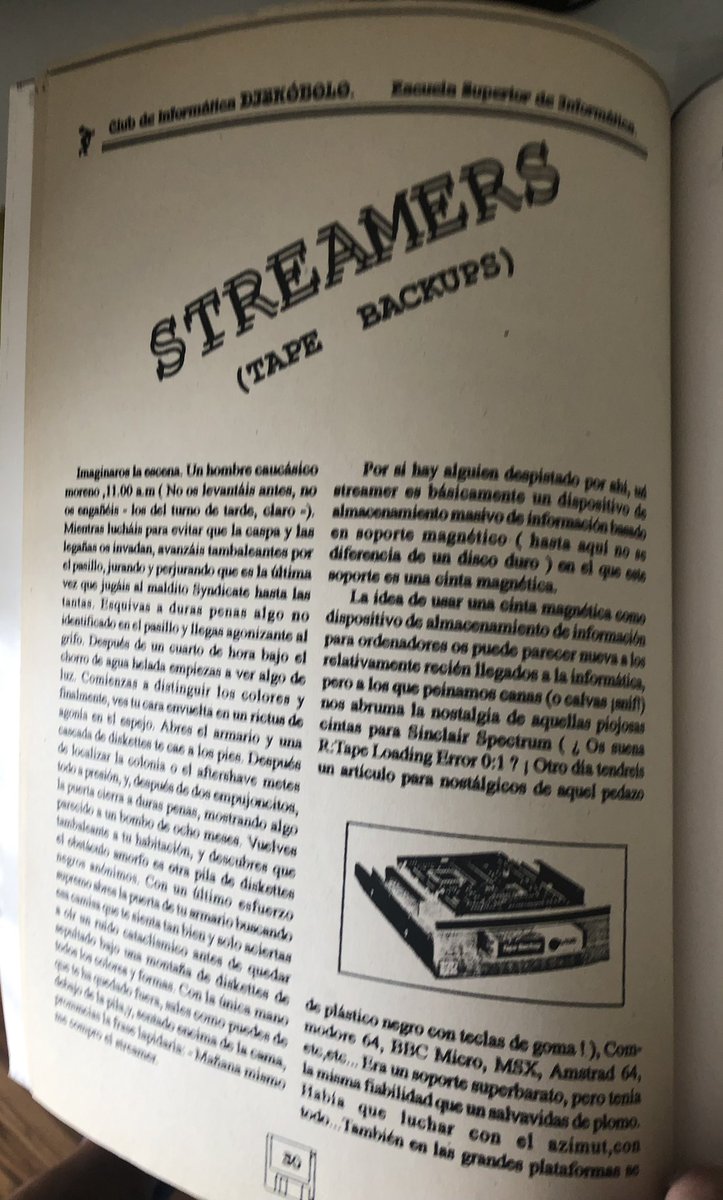 Club de Informática DISKÓBOLO.    Escuela Superior de Informática.
STREAMERS
(TAPE BACKUPS)
Imaginaros la escena. Un hombre caucásico
moreno ,11.00 a.m ( No os levantáis antes, no
os engañéis - los del turno de tarde, claro -).
Mientras lucháis para evitar que la caspa y las
legañas os invadan, avanzáis tambaleantes por
el pasillo, jurando y perjurando que es la última
vez que jugáis al maldito Syndicate hasta las
tantas. Esquivas a duras penas algo no
identificado en el pasillo y llegas agonizante al
grifo. Después de un cuarto de hora bajo el
chorro de agua helada empiezas a ver algo de
luz. Comienzas a distinguir los colores y
finalmente, ves tu cara envuelta en un rictus de
agonía en el espejo. Abres el armario y una
cascada de diskettes te cae a los pies. Después
de localizar la colonia o el aftershave metes
todo a presión, y, después de dos empujoncitos,
la puerta cierra a duras penas, mostrando algo
parecido a un bombo de ocho meses. Vuelves
tambaleante a tu habitación, y descubres que
el obstáculo amorfo es otra pila de diskettes
negros anónimos. Con un último esfuerzo
supremo abres la puerta de tu armario buscando
esa camisa que te sienta tan bien y solo aciertas
a oir un ruido cataclísmico antes de quedar
sepultado bajo una montaña de diskettes de
todos los colores y formas. Con la única mano
que te ha quedado fuera, sales como puedes de
debajo de la pila,y, sentado encima de la cama,
pronuncias la frase lapidaria: - Mañana mismo
me compro el streamer.
Por si hay alguien despistado por ahí, un
streamer es básicamente un dispositivo de
almacenamiento masivo de información basado
en soporte magnético ( hasta aquí no se
diferencia de un disco duro ) en el que este
soporte es una cinta magnética.
La idea de usar una cinta magnética como
dispositivo de almacenamiento de información
para ordenadores os puede parecer nueva a los
relativamente recién llegados a la informática,
pero a los que peinamos canas (o calvas ¡sniff!)
nos abruma la nostalgia de aquellas piojosas
cintas para Sinclair Spectrum ( ¿ Os suena
R:Tape Loading Error 0:1 ? ¡ Otro día tendreis
un artículo para nostálgicos de aquel pedazo
de plástico negro con teclas de goma ! ), Com-
modore 64, BBC Micro, MSX, Amstrad 64,
etc,etc... Era un soporte superbarato, pero tenía
la misma fiabilidad que un salvavidas de plomo.
Había que luchar con el azimut,con
todo...También en las grandes plataformas se
30